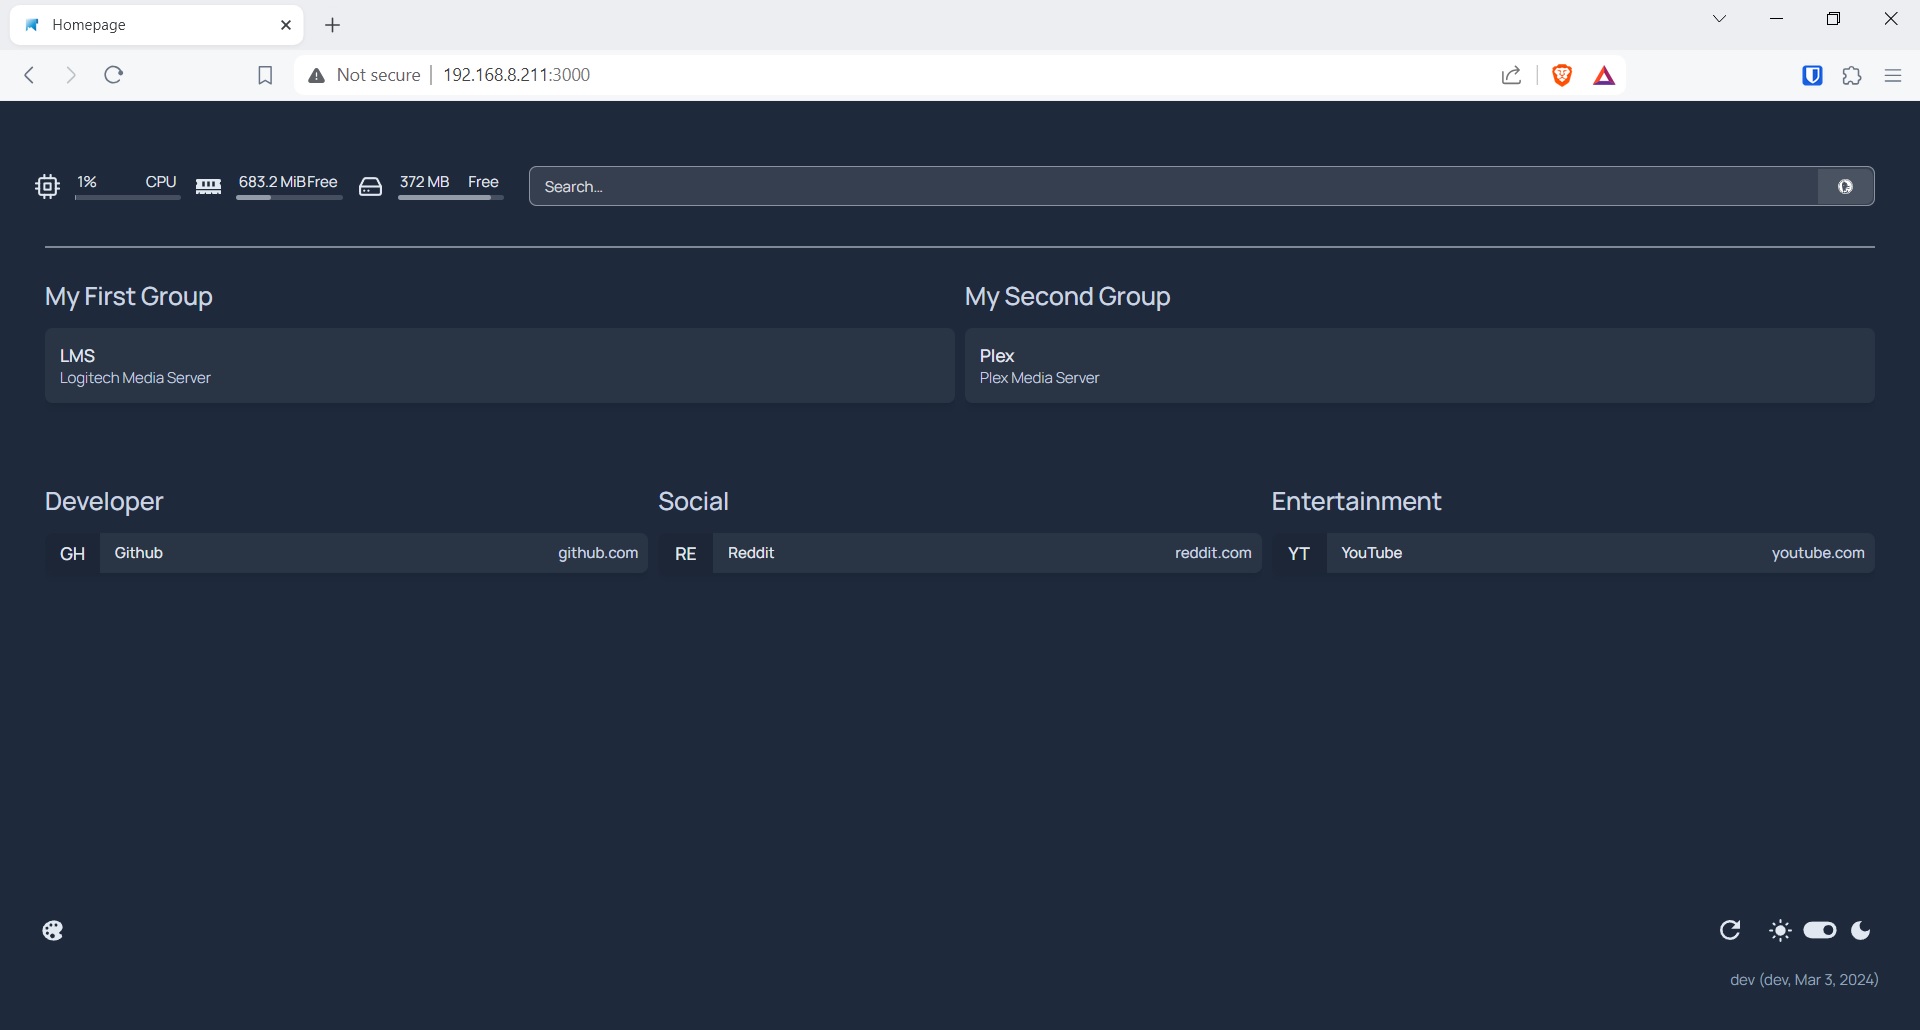 Homepage
Not secure
192.168.8.211:3000
1% CPU
683.2 MiB Free
372 MB Free
Search...
My First Group
My Second Group
LMS
Logitech Media Server
Plex
Plex Media Server
Developer
Social
Entertainment
GH Github github.com
RE Reddit reddit.com
YT YouTube youtube.com
dev (dev, Mar 3, 2024)